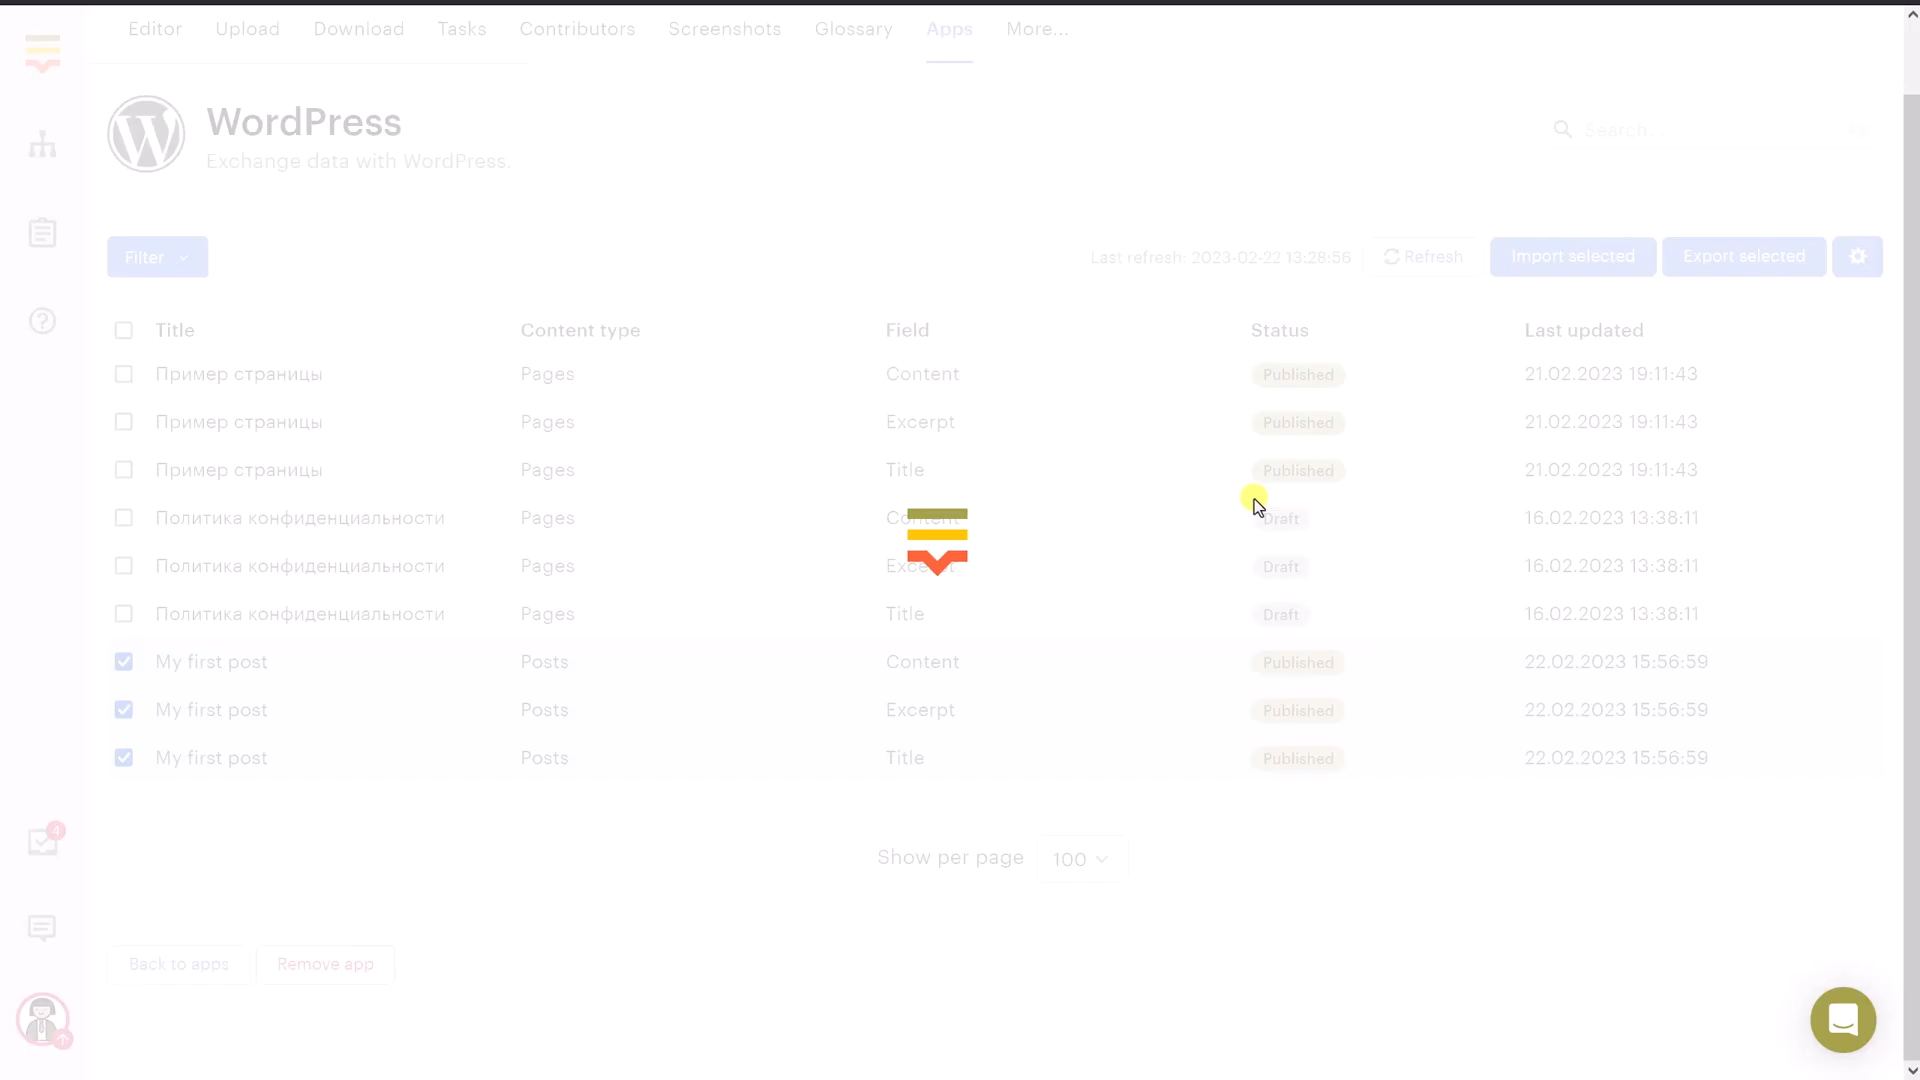 Editor Upload Download Tasks Contributors Screenshots Glossary Apps More...
WordPress
Exchange data with WordPress.
Search
Filter
Last refresh: 2023-02-22 13:28:56 Refresh Import selected Export selected
Title Content type Field Status Last updated
Пример страницы Pages Content Published 21.02.2023 19:11:43
Пример страницы Pages Excerpt Published 21.02.2023 19:11:43
Пример страницы Pages Title Published 21.02.2023 19:11:43
Политика конфиденциальности Pages Content Draft 16.02.2023 13:38:11
Политика конфиденциальности Pages Excerpt Draft 16.02.2023 13:38:11
Политика конфиденциальности Pages Title Draft 16.02.2023 13:38:11
My first post Posts Content Published 22.02.2023 15:56:59
My first post Posts Excerpt Published 22.02.2023 15:56:59
My first post Posts Title Published 22.02.2023 15:56:59
4
Show per page 100
Back to apps Remove app